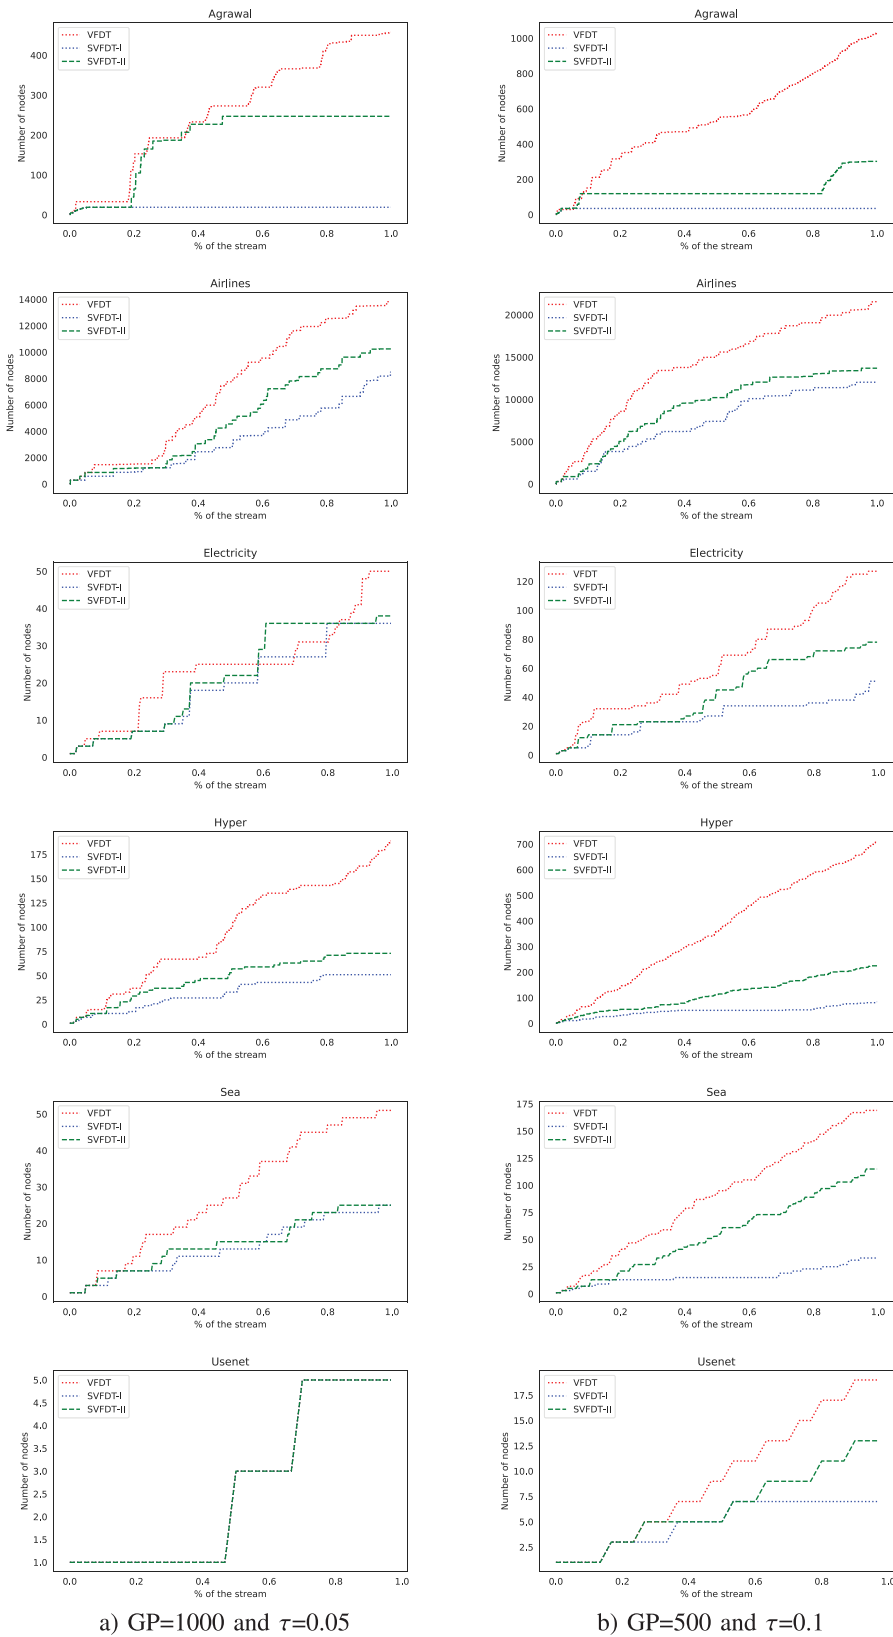 Agrawal
VFDT
SVFDT-I
SVFDT-II
Number of nodes
400
300
200
100
0
0.0 0.2 0.4 0.6 0.8 1.0
% of the stream
Agrawal
VFDT
SVFDT-I
SVFDT-II
Number of nodes
1000
800
600
400
200
0
0.0 0.2 0.4 0.6 0.8 1.0
% of the stream
Airlines
VFDT
SVFDT-I
SVFDT-II
Number of nodes
14000
12000
10000
8000
6000
4000
2000
0
0.0 0.2 0.4 0.6 0.8 1.0
% of the stream
Airlines
VFDT
SVFDT-I
SVFDT-II
Number of nodes
20000
15000
10000
5000
0
0.0 0.2 0.4 0.6 0.8 1.0
% of the stream
Electricity
VFDT
SVFDT-I
SVFDT-II
Number of nodes
50
40
30
20
10
0
0.0 0.2 0.4 0.6 0.8 1.0
% of the stream
Electricity
VFDT
SVFDT-I
SVFDT-II
Number of nodes
120
100
80
60
40
20
0
0.0 0.2 0.4 0.6 0.8 1.0
% of the stream
Hyper
VFDT
SVFDT-I
SVFDT-II
Number of nodes
175
150
125
100
75
50
25
0
0.0 0.2 0.4 0.6 0.8 1.0
% of the stream
Hyper
VFDT
SVFDT-I
SVFDT-II
Number of nodes
700
600
500
400
300
200
100
0
0.0 0.2 0.4 0.6 0.8 1.0
% of the stream
Sea
VFDT
SVFDT-I
SVFDT-II
Number of nodes
50
40
30
20
10
0
0.0 0.2 0.4 0.6 0.8 1.0
% of the stream
Sea
VFDT
SVFDT-I
SVFDT-II
Number of nodes
175
150
125
100
75
50
25
0
0.0 0.2 0.4 0.6 0.8 1.0
% of the stream
Usenet
VFDT
SVFDT-I
SVFDT-II
Number of nodes
5.0
4.5
4.0
3.5
3.0
2.5
2.0
1.5
1.0
0.0 0.2 0.4 0.6 0.8 1.0
% of the stream
Usenet
VFDT
SVFDT-I
SVFDT-II
Number of nodes
17.5
15.0
12.5
10.0
7.5
5.0
2.5
0.0 0.2 0.4 0.6 0.8 1.0
% of the stream
a) GP=1000 and τ=0.05
b) GP=500 and τ=0.1